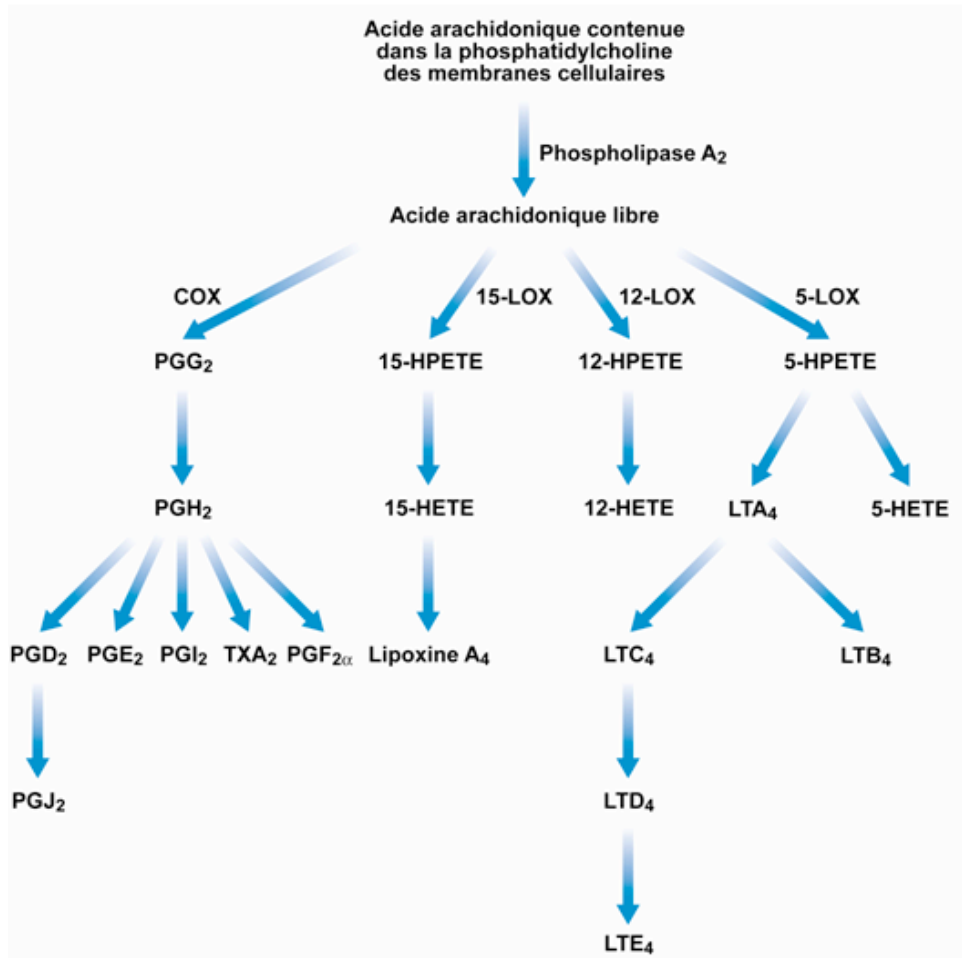 Acide arachidonique contenue
dans la phosphatidylcholine
des membranes cellulaires
Phospholipase A₂
Acide arachidonique libre
COX 15-LOX 12-LOX 5-LOX
PGG₂ 15-HPETE 12-HPETE 5-HPETE
PGH₂ 15-HETE 12-HETE LTA₄ 5-HETE
PGD₂ PGE₂ PGI₂ TXA₂ PGF₂α Lipoxine A₄ LTC₄ LTB₄
PGJ₂ LTD₄
LTE₄